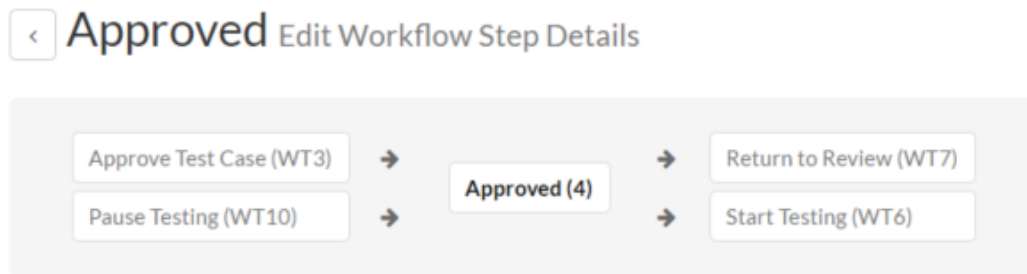 Approved Edit Workflow Step Details
Approve Test Case (WT3)
Pause Testing (WT10)
Approved (4)
Return to Review (WT7)
Start Testing (WT6)